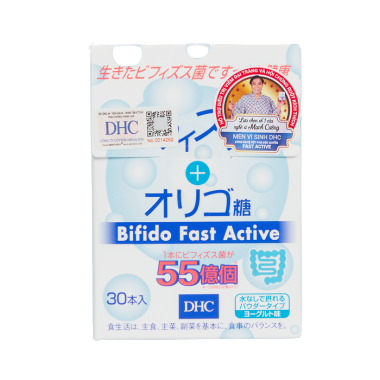 生きたビフィズス菌です
健康
DHC
No.
MEN VI SINH DHC
FAST ACTIVE
+
オリゴ糖
Bifido Fast Active
1本にビフィズス菌が
55億個
30本入
DHC
水なしで摂れる
パウダータイプ
ヨーグルト味
食生活は、主食、主菜、副菜を基本に、食事のバランスを。